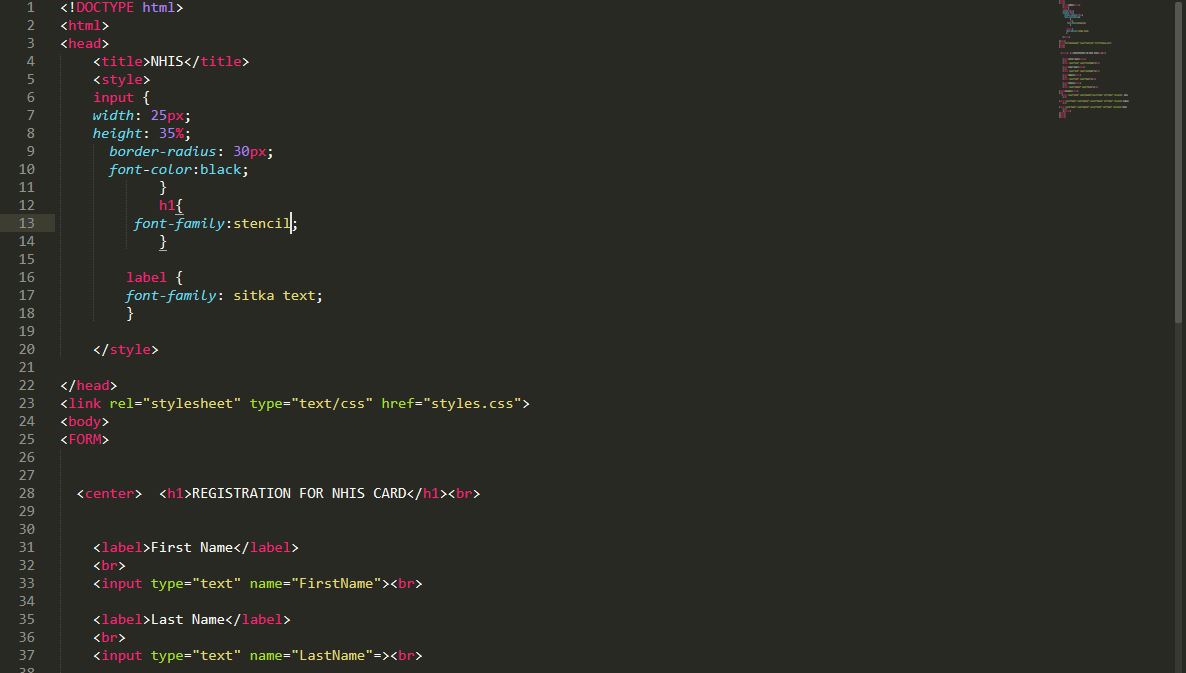 1 <!DOCTYPE html>
2 <html>
3 <head>
4 <title>NHIS</title>
5 <style>
6 input {
7 width: 25px;
8 height: 35%;
9 border-radius: 30px;
10 font-color:black;
11 }
12 h1{
13 font-family:stencil;
14 }
15
16 label {
17 font-family: sitka text;
18 }
19
20 </style>
21
22 </head>
23 <link rel="stylesheet" type="text/css" href="styles.css">
24 <body>
25 <FORM>
26
27
28 <center> <h1>REGISTRATION FOR NHIS CARD</h1><br>
29
30
31 <label>First Name</label>
32 <br>
33 <input type="text" name="FirstName"><br>
34
35 <label>Last Name</label>
36 <br>
37 <input type="text" name="LastName"=><br>
38